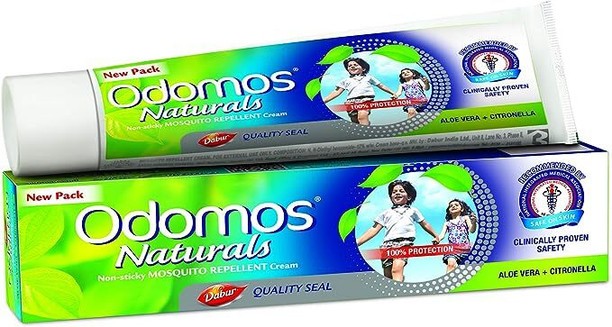 New Pack
Odomos®
Naturals
Non-sticky MOSQUITO REPELLENT Cream
Dabur
QUALITY SEAL
100% PROTECTION
RECOMMENDED BY
SAFE ON SKIN
CLINICALLY PROVEN
SAFETY
ALOE VERA + CITRONELLA
New Pack
Odomos®
Naturals
Non-sticky MOSQUITO REPELLENT Cream
Dabur
QUALITY SEAL
100% PROTECTION
RECOMMENDED BY
SAFE ON SKIN
CLINICALLY PROVEN
SAFETY
ALOE VERA + CITRONELLA